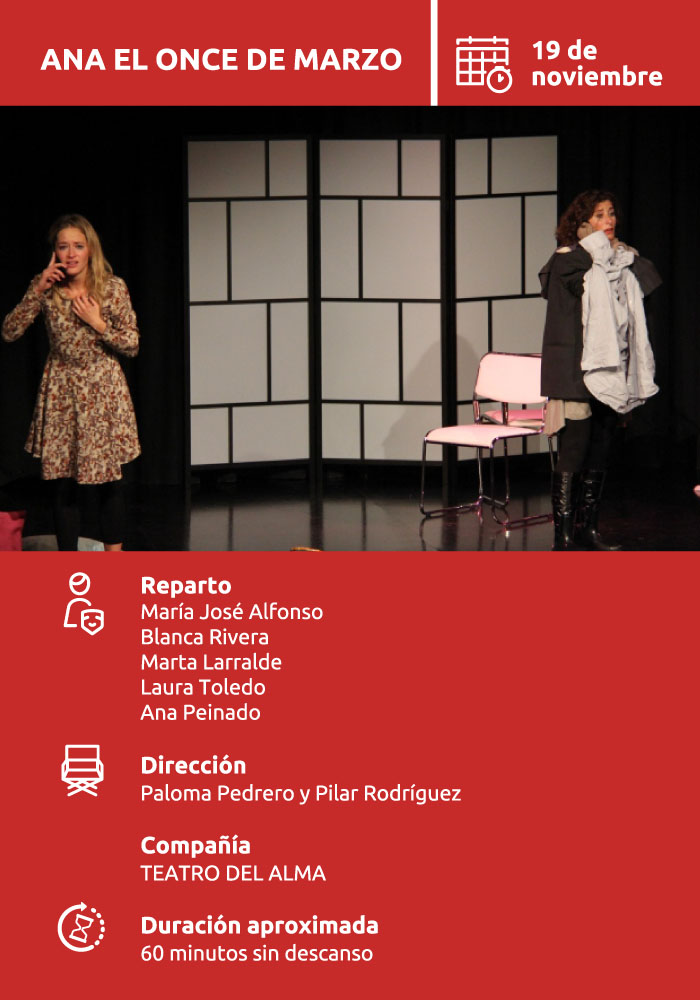 ANA EL ONCE DE MARZO
19 de
noviembre
Reparto
María José Alfonso
Blanca Rivera
Marta Larralde
Laura Toledo
Ana Peinado
Dirección
Paloma Pedrero y Pilar Rodríguez
Compañía
TEATRO DEL ALMA
Duración aproximada
60 minutos sin descanso